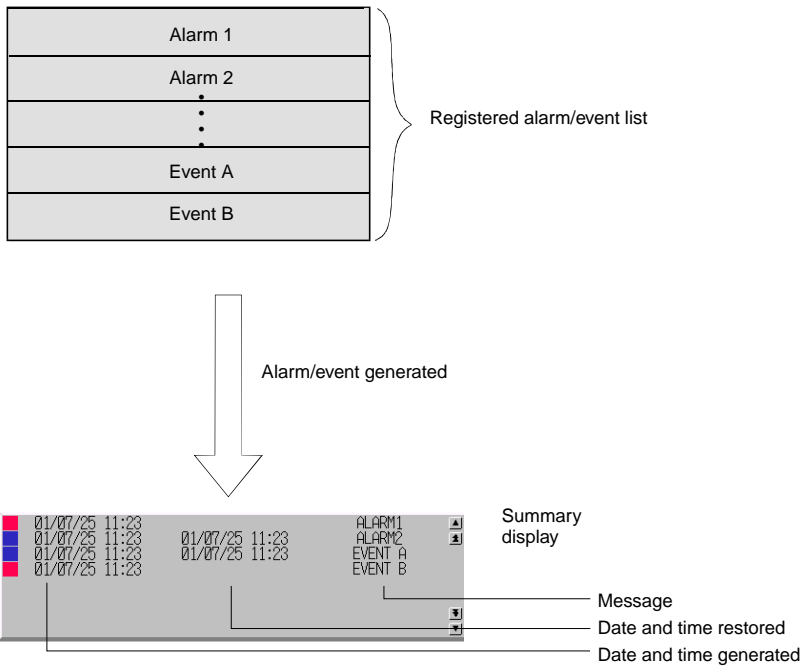 Alarm 1
Alarm 2
Registered alarm/event list
Event A
Event B
Alarm/event generated
01/07/25 11:23 ALARM1
01/07/25 11:23 01/07/25 11:23 ALARM2
01/07/25 11:23 01/07/25 11:23 EVENT A
01/07/25 11:23 EVENT B
Summary
display
Message
Date and time restored
Date and time generated